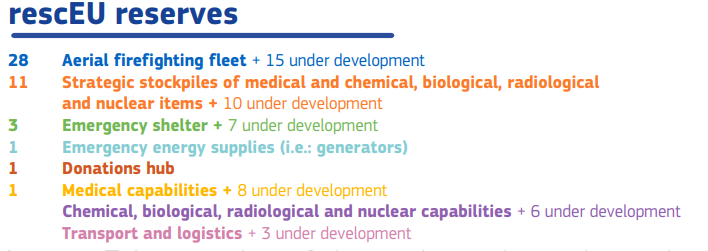 rescEU reserves
28 Aerial firefighting fleet + 15 under development
11 Strategic stockpiles of medical and chemical, biological, radiological
and nuclear items + 10 under development
3 Emergency shelter + 7 under development
1 Emergency energy supplies (i.e.: generators)
1 Donations hub
1 Medical capabilities + 8 under development
Chemical, biological, radiological and nuclear capabilities + 6 under development
Transport and logistics + 3 under development